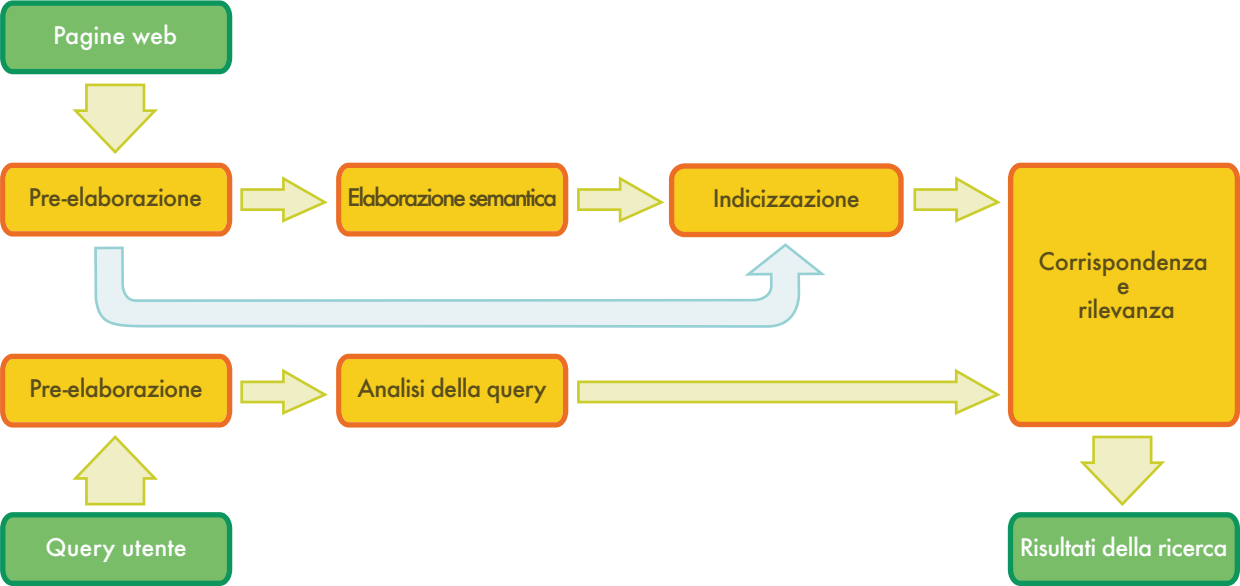 Pagine web
Pre-elaborazione
Elaborazione semantica
Indicizzazione
Corrispondenza
e
rilevanza
Pre-elaborazione
Analisi della query
Query utente
Risultati della ricerca